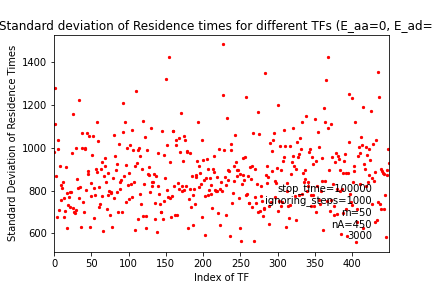 Standard deviation of Residence times for different TFs (E_aa=0, E_ad=
Standard Deviation of Residence Times
1400
1200
1000
800
600
0 50 100 150 200 250 300 350 400
Index of TF
stop_time=100000
ignoring_steps=1000
m=50
nA=450
3000